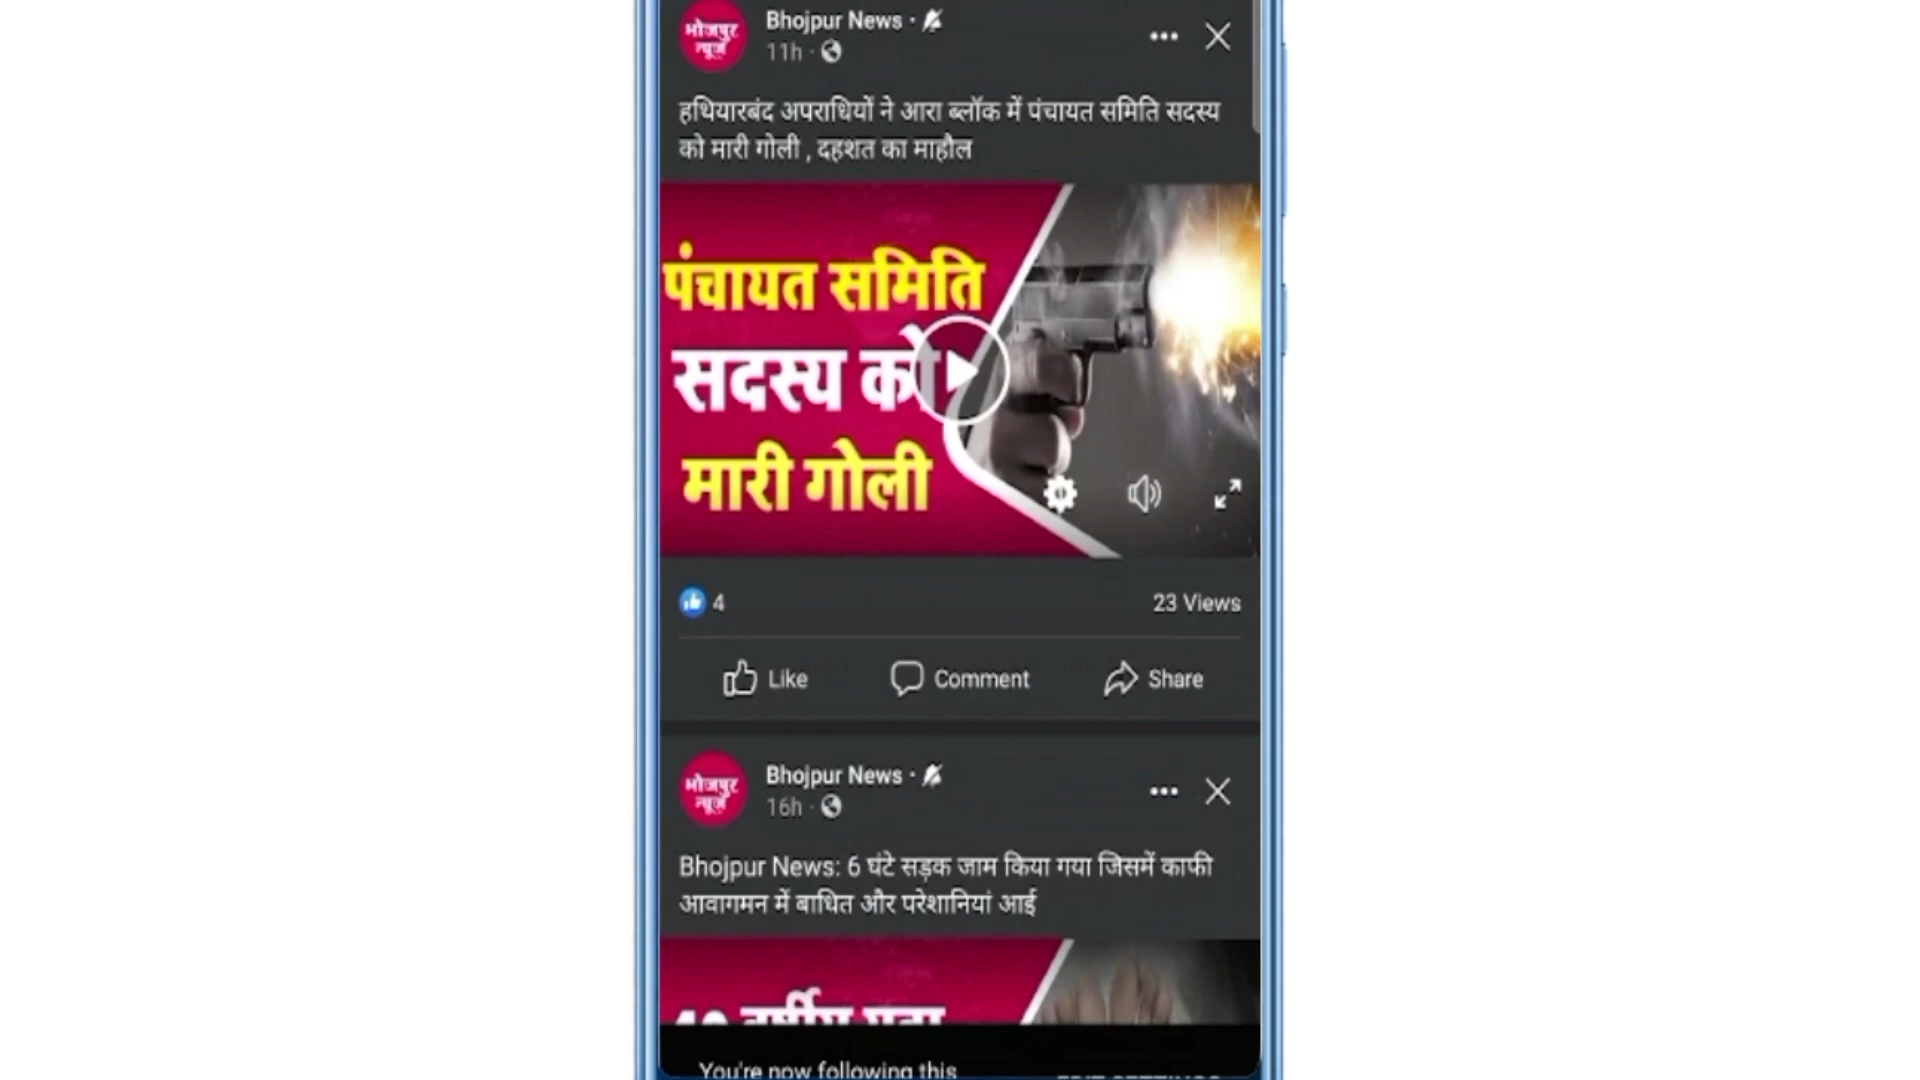 भोजपुर
न्यूज़
Bhojpur News
11h
हथियारबंद अपराधियों ने आरा ब्लॉक में पंचायत समिति सदस्य
को मारी गोली , दहशत का माहौल
पंचायत समिति
सदस्य को
मारी गोली
4
23 Views
Like
Comment
Share
भोजपुर
न्यूज़
Bhojpur News
16h
Bhojpur News: 6 घंटे सड़क जाम किया गया जिसमें काफी
आवागमन में बाधित और परेशानियां आई
You're now following this